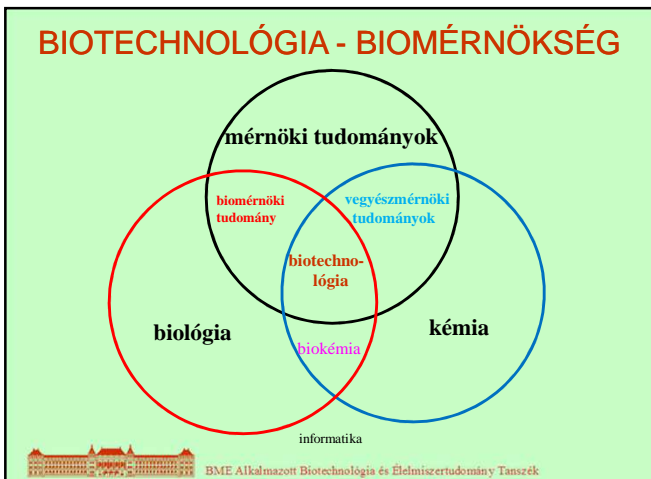 BIOTECHNOLÓGIA - BIOMÉRNÖKSÉG
mérnöki tudományok
biomérnöki
tudomány
vegyészmérnöki
tudományok
biotechno-
lógia
biológia
kémia
biokémia
informatika
BME Alkalmazott Biotechnológia és Élelmiszertudomány Tanszék